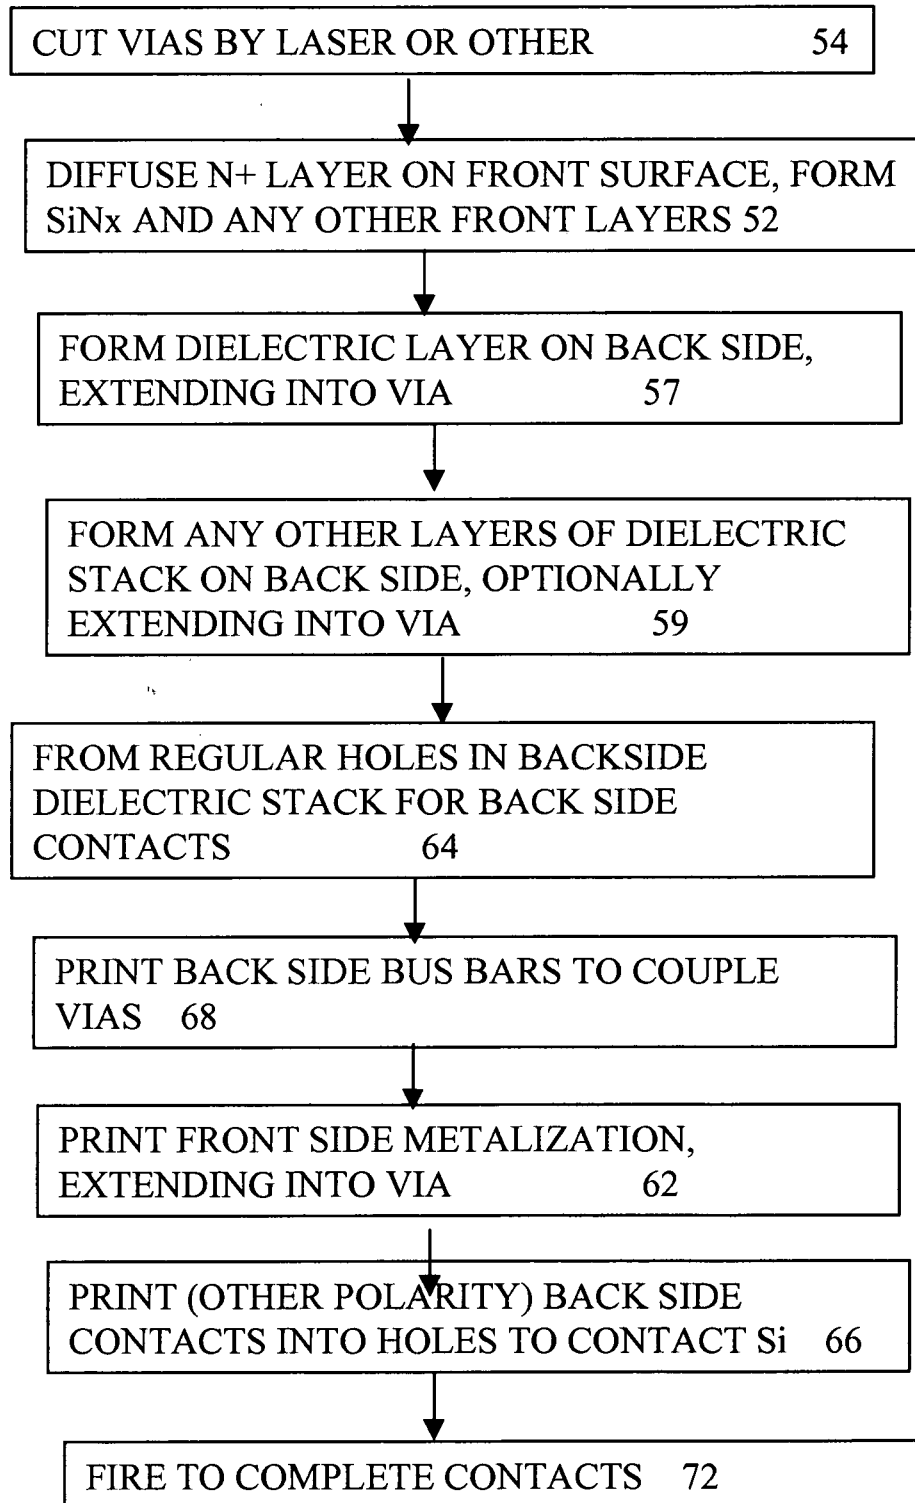 CUT VIAS BY LASER OR OTHER 54
DIFFUSE N+ LAYER ON FRONT SURFACE, FORM
SiNx AND ANY OTHER FRONT LAYERS 52
FORM DIELECTRIC LAYER ON BACK SIDE,
EXTENDING INTO VIA 57
FORM ANY OTHER LAYERS OF DIELECTRIC
STACK ON BACK SIDE, OPTIONALLY
EXTENDING INTO VIA 59
FROM REGULAR HOLES IN BACKSIDE
DIELECTRIC STACK FOR BACK SIDE
CONTACTS 64
PRINT BACK SIDE BUS BARS TO COUPLE
VIAS 68
PRINT FRONT SIDE METALIZATION,
EXTENDING INTO VIA 62
PRINT (OTHER POLARITY) BACK SIDE
CONTACTS INTO HOLES TO CONTACT Si 66
FIRE TO COMPLETE CONTACTS 72